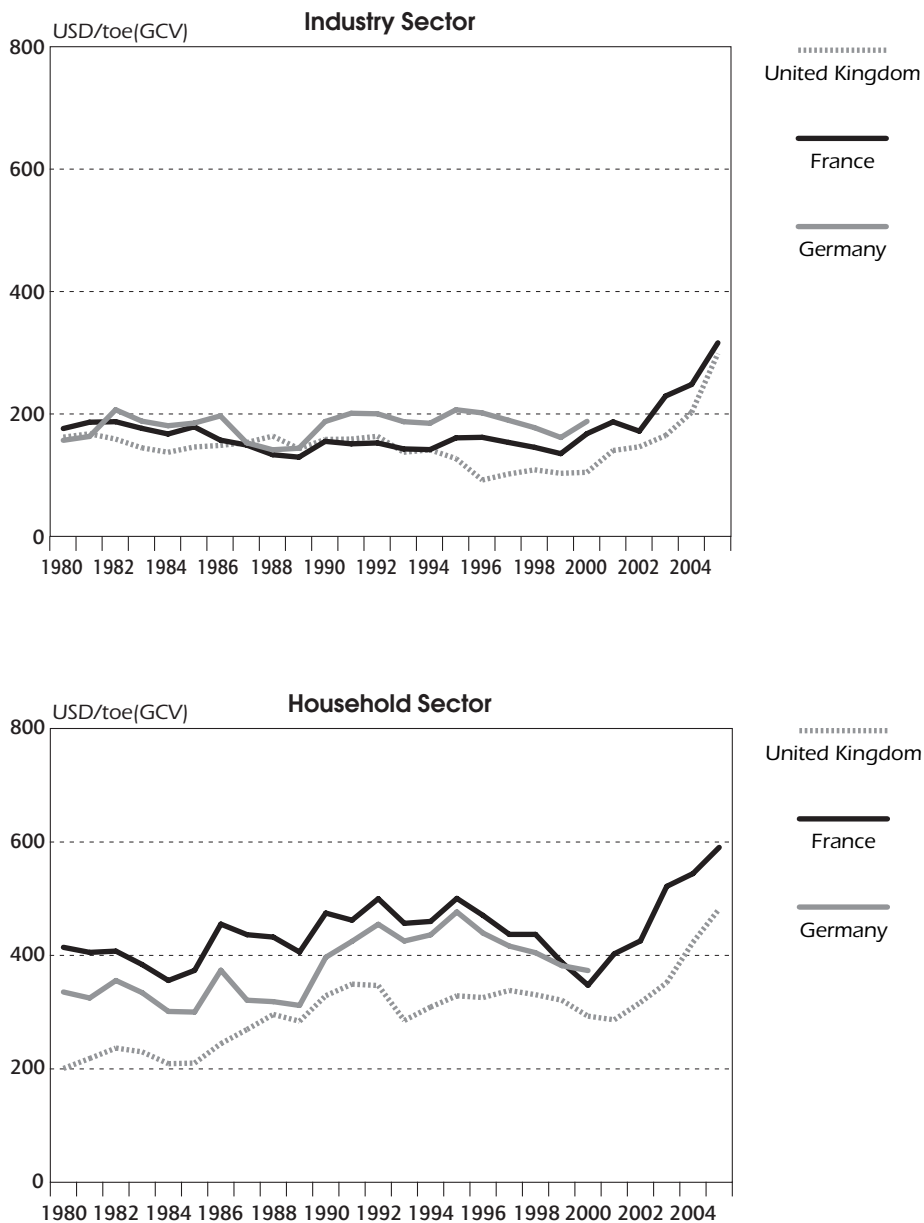 Industry Sector
USD/toe(GCV)
800
600
400
200
0
1980 1982 1984 1986 1988 1990 1992 1994 1996 1998 2000 2002 2004
United Kingdom
France
Germany
Household Sector
USD/toe(GCV)
800
600
400
200
0
1980 1982 1984 1986 1988 1990 1992 1994 1996 1998 2000 2002 2004
United Kingdom
France
Germany